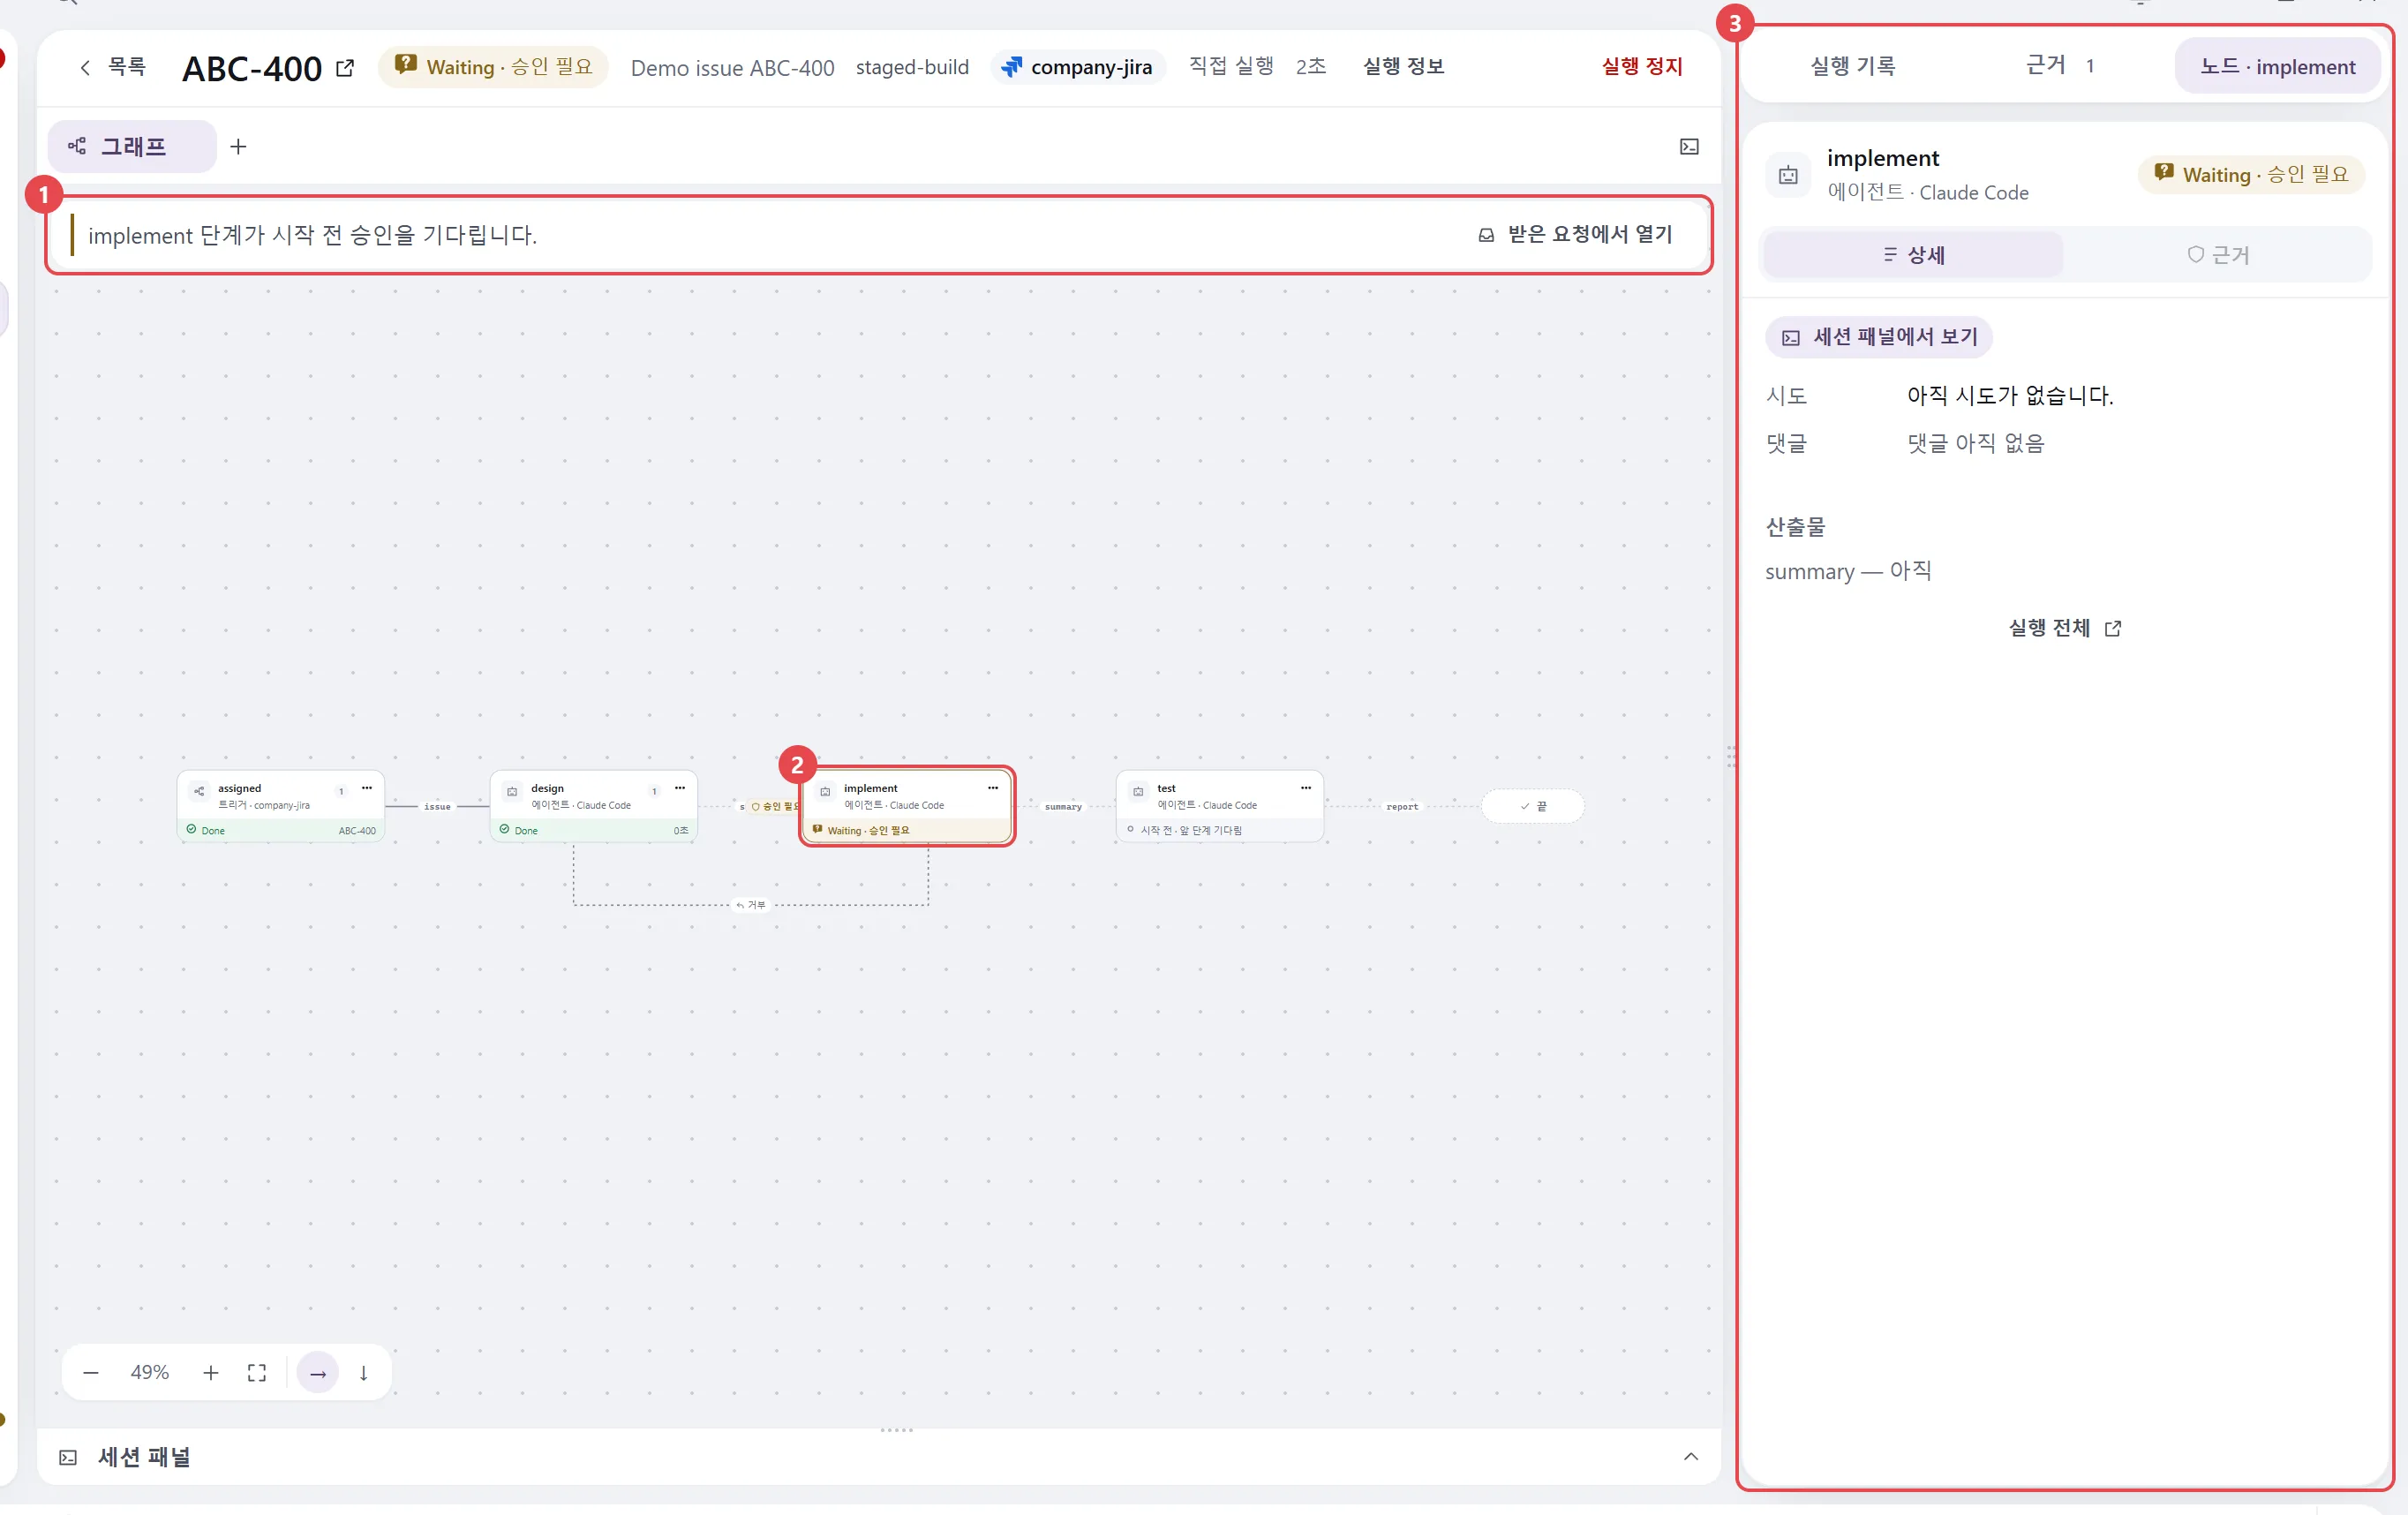 목록
ABC-400
Waiting · 승인 필요
Demo issue ABC-400
staged-build
company-jira
직접 실행
2초
실행 정보
실행 정지
그래프
1
implement 단계가 시작 전 승인을 기다립니다.
받은 요청에서 열기
assigned
1
트리거 · company-jira
Done
ABC-400
issue
design
1
에이전트 · Claude Code
Done
0초
s
승인 필요
2
implement
에이전트 · Claude Code
Waiting · 승인 필요
거부
summary
test
에이전트 · Claude Code
시작 전 · 앞 단계 기다림
report
끝
49%
세션 패널
3
실행 기록
근거 1
노드 · implement
implement
에이전트 · Claude Code
Waiting · 승인 필요
상세
근거
세션 패널에서 보기
시도
아직 시도가 없습니다.
댓글
댓글 아직 없음
산출물
summary — 아직
실행 전체